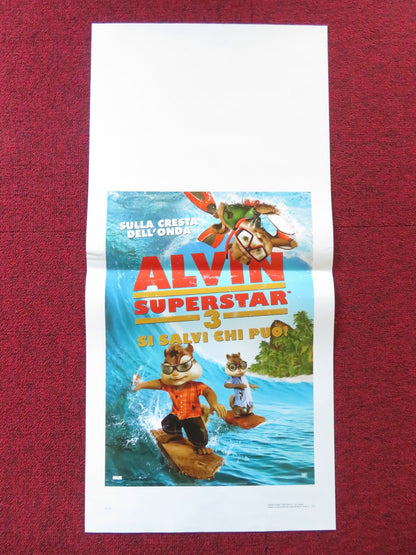 SULLA CRESTA
DELL'ONDA
ALVIN
SUPERSTAR
3
SI SALVI CHI PUÒ!